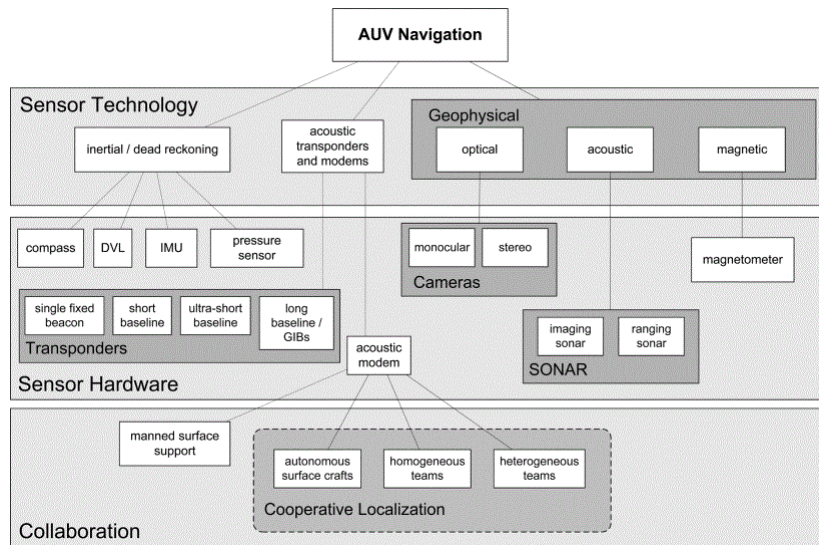 AUV Navigation
Sensor Technology
inertial / dead reckoning
acoustic
transponders
and modems
Geophysical
optical
acoustic
magnetic
compass
DVL
IMU
pressure
sensor
monocular
stereo
Cameras
magnetometer
single fixed
beacon
short
baseline
ultra-short
baseline
long
baseline /
GIBs
Transponders
acoustic
modem
imaging
sonar
ranging
sonar
SONAR
Sensor Hardware
manned surface
support
autonomous
surface crafts
homogeneous
teams
heterogeneous
teams
Cooperative Localization
Collaboration